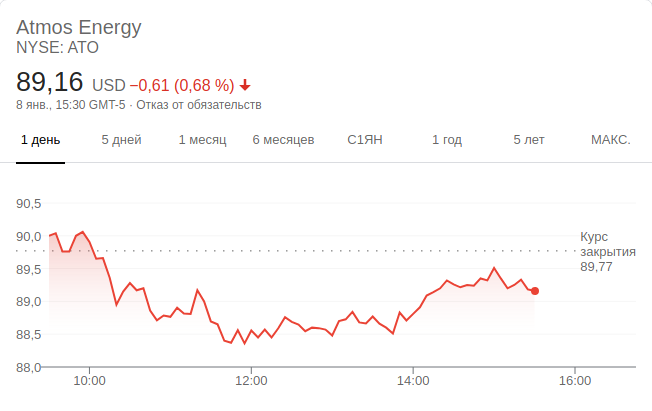 Atmos Energy
NYSE: ATO
89,16 USD −0,61 (0,68 %)
8 янв., 15:30 GMT-5 · Отказ от обязательств
1 день 5 дней 1 месяц 6 месяцев С1ЯН 1 год 5 лет МАКС.
90,5
90,0
89,5
89,0
88,5
88,0
Курс
закрытия
89,77
10:00 12:00 14:00 16:00